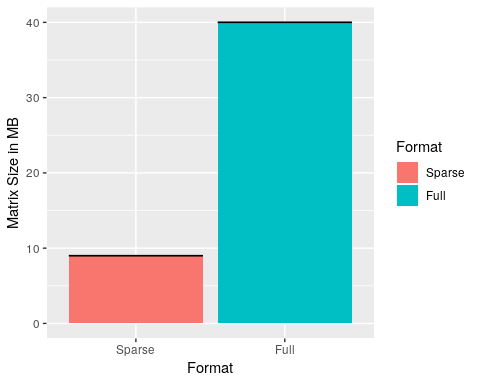 Matrix Size in MB
40
30
20
10
0
Sparse
Full
Format
Format
Sparse
Full